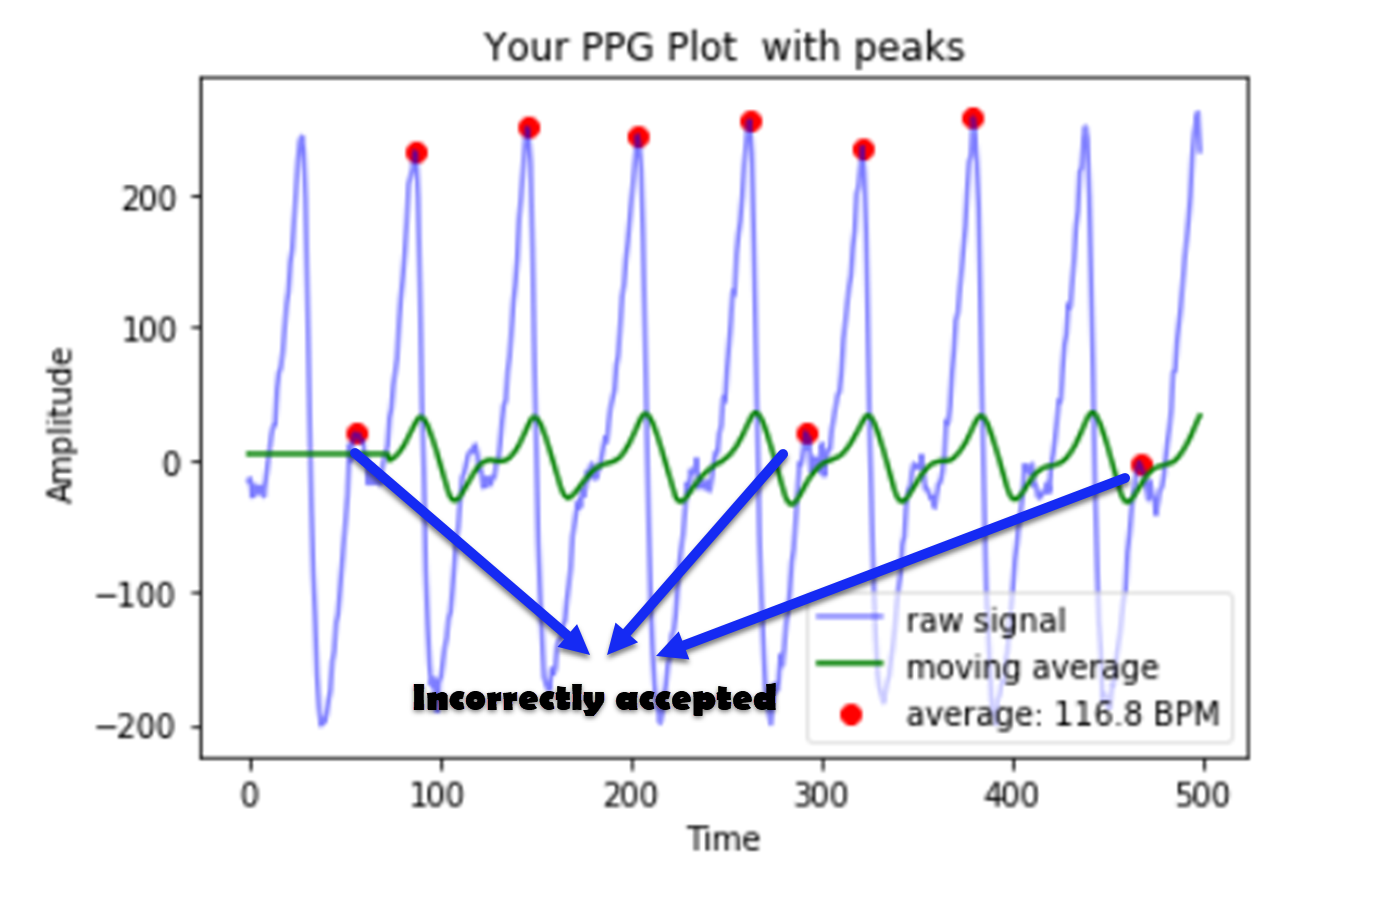 Your PPG Plot with peaks
Amplitude
200
100
0
−100
−200
Incorrectly accepted
raw signal
moving average
average: 116.8 BPM
0 100 200 300 400 500
Time